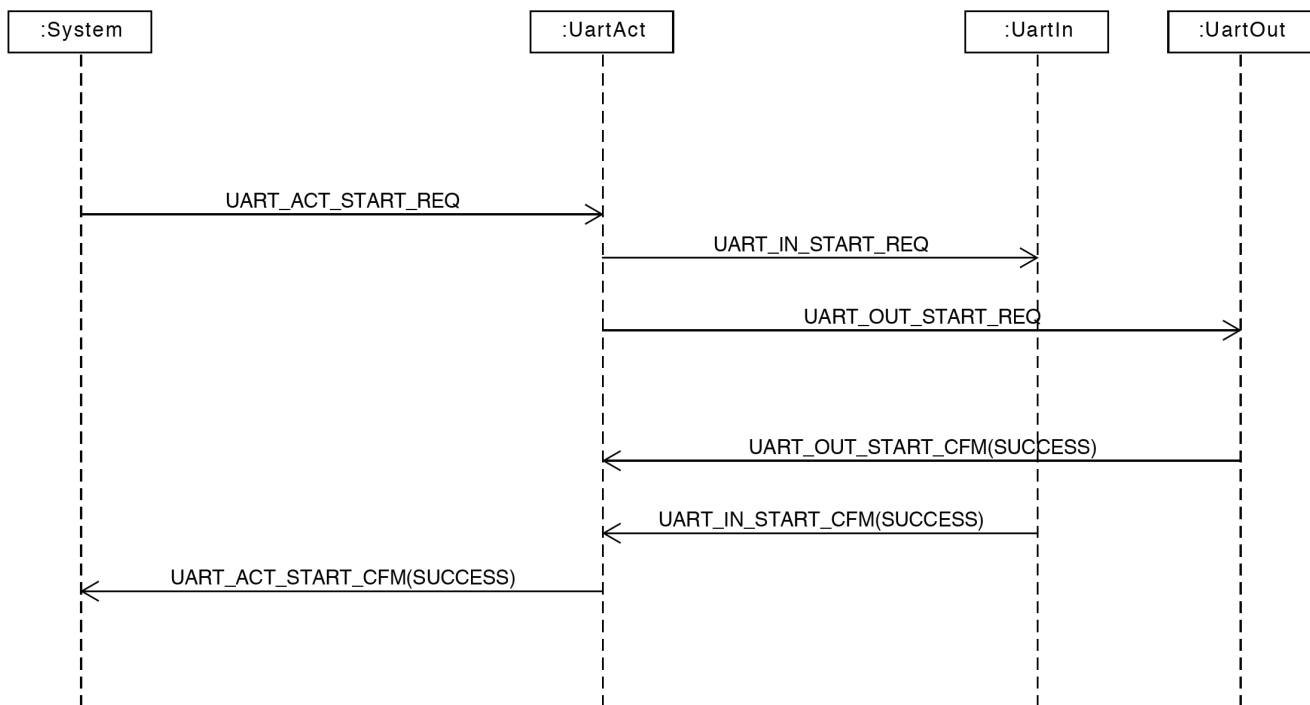 :System
:UartAct
:UartIn
:UartOut
UART_ACT_START_REQ
UART_IN_START_REQ
UART_OUT_START_REQ
UART_OUT_START_CFM(SUCCESS)
UART_IN_START_CFM(SUCCESS)
UART_ACT_START_CFM(SUCCESS)